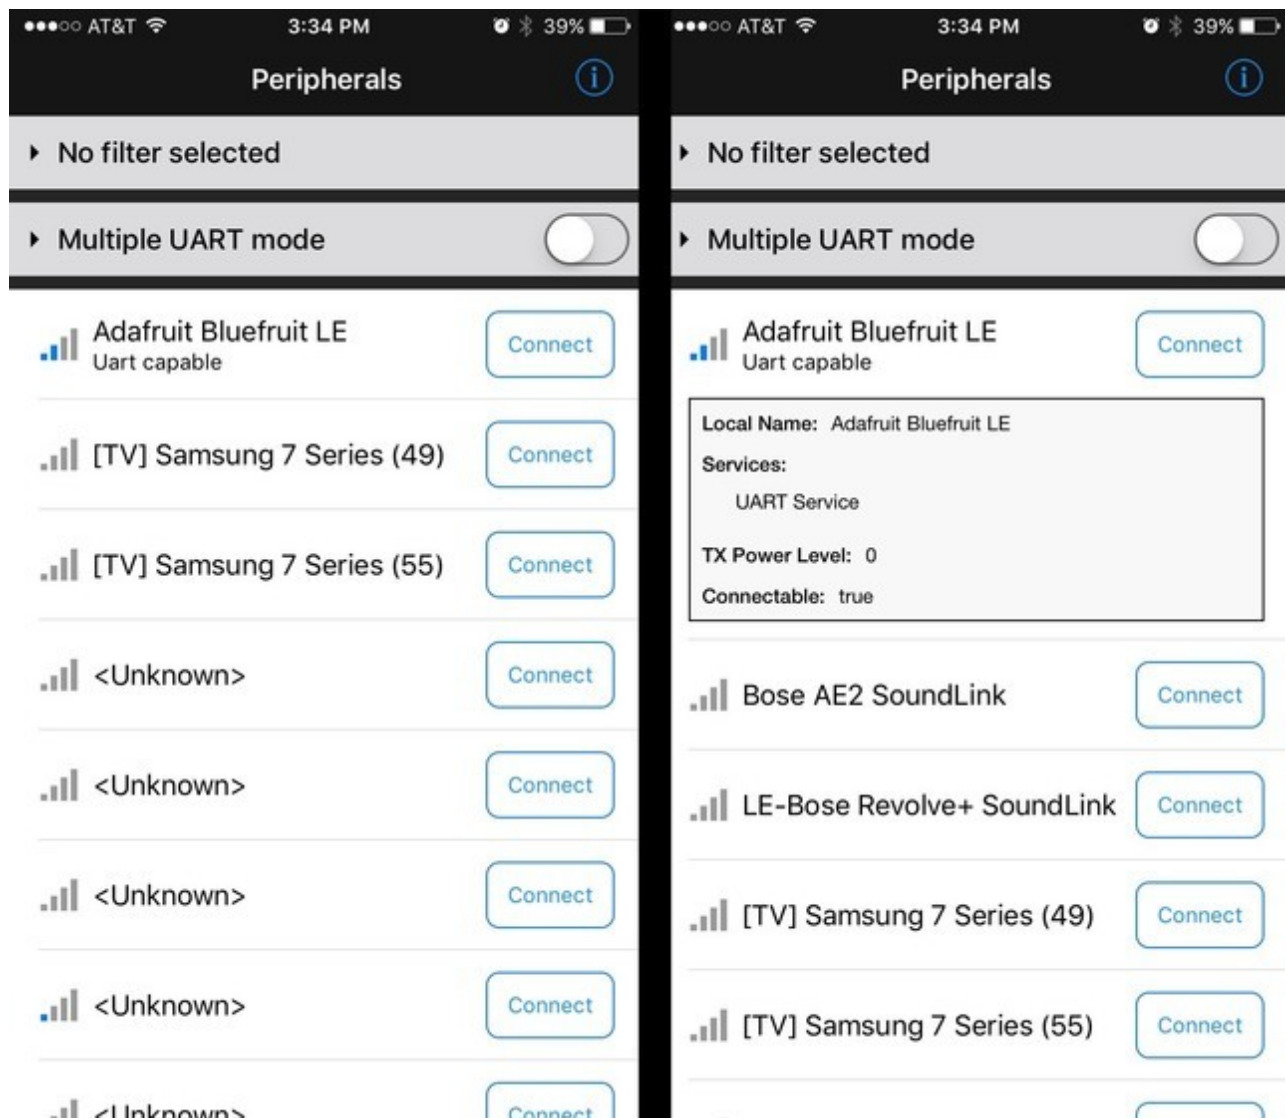 AT&T 3:34 PM 39%
Peripherals
No filter selected
Multiple UART mode
Adafruit Bluefruit LE
Uart capable
Connect
[TV] Samsung 7 Series (49)
Connect
[TV] Samsung 7 Series (55)
Connect
<Unknown>
Connect
<Unknown>
Connect
<Unknown>
Connect
<Unknown>
Connect
<Unknown>
Connect
AT&T 3:34 PM 39%
Peripherals
No filter selected
Multiple UART mode
Adafruit Bluefruit LE
Uart capable
Connect
Local Name: Adafruit Bluefruit LE
Services:
UART Service
TX Power Level: 0
Connectable: true
Bose AE2 SoundLink
Connect
LE-Bose Revolve+ SoundLink
Connect
[TV] Samsung 7 Series (49)
Connect
[TV] Samsung 7 Series (55)
Connect